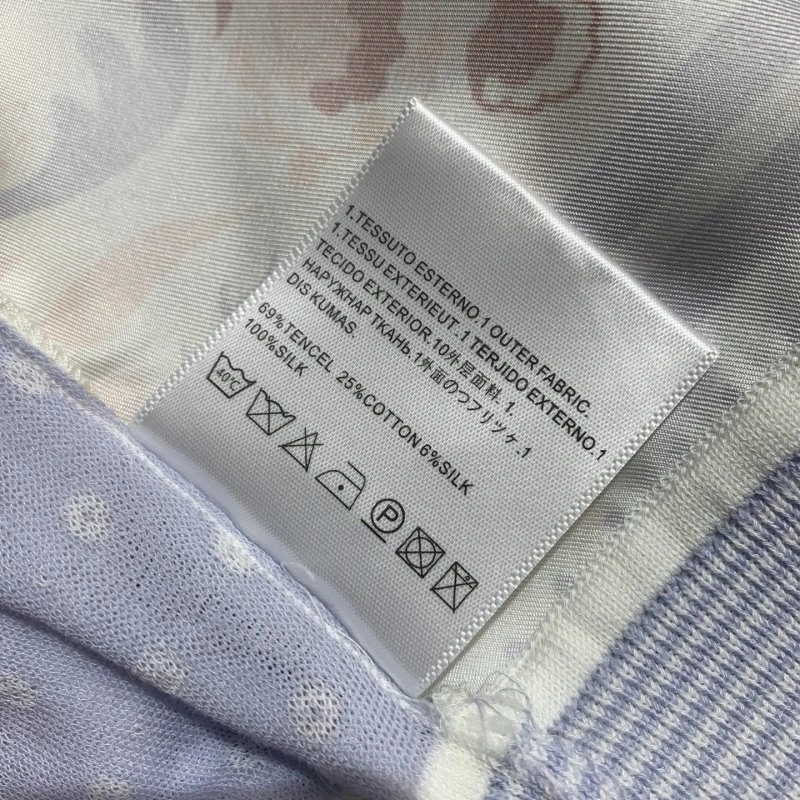 1.TESSUTO ESTERNO.1 OUTER FABRIC.
1.TESSU EXTERIEUT.1 TERJIDO EXTERNO.1
TECIDO EXTERIOR.10外层面料.1.
НАРУЖНАР ТКАНЬ.1外面のつフリツケ.1
DIS KUMAS.
69%TENCEL 25%COTTON 6%SILK
100%SILK
40℃
P